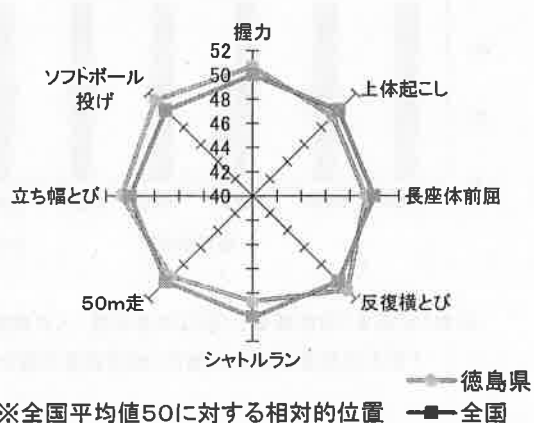 握力
52
50
48
46
44
42
40
上体起こし
長座体前屈
反復横とび
シャトルラン
50m走
立ち幅とび
ソフトボール
投げ
徳島県
全国
※全国平均値50に対する相対的位置